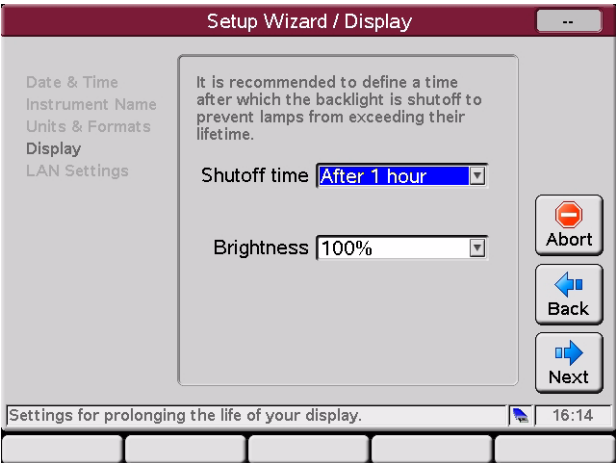 Setup Wizard / Display
--
Date & Time
Instrument Name
Units & Formats
Display
LAN Settings
It is recommended to define a time
after which the backlight is shutoff to
prevent lamps from exceeding their
lifetime.
Shutoff time After 1 hour
Brightness 100%
Abort
Back
Next
Settings for prolonging the life of your display.
16:14